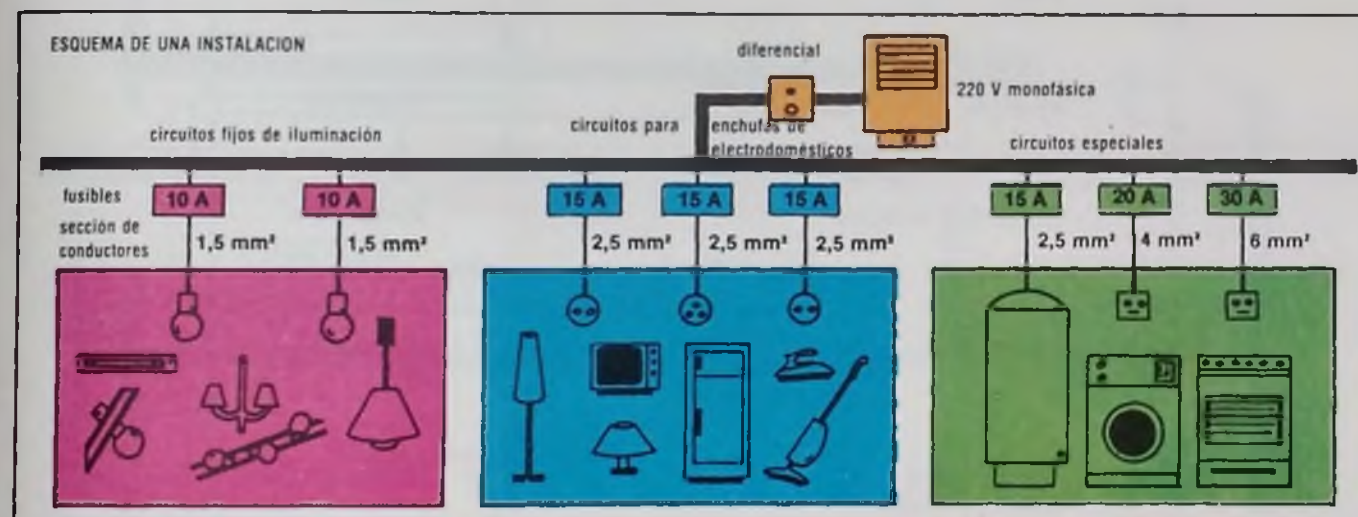 ESQUEMA DE UNA INSTALACION
diferencial
220 V monofásica
circuitos fijos de iluminación
circuitos para enchufes de
electrodomésticos
circuitos especiales
fusibles
10 A 10 A 15 A 15 A 15 A 15 A 20 A 30 A
sección de
conductores
1,5 mm² 1,5 mm² 2,5 mm² 2,5 mm² 2,5 mm² 2,5 mm² 4 mm² 6 mm²